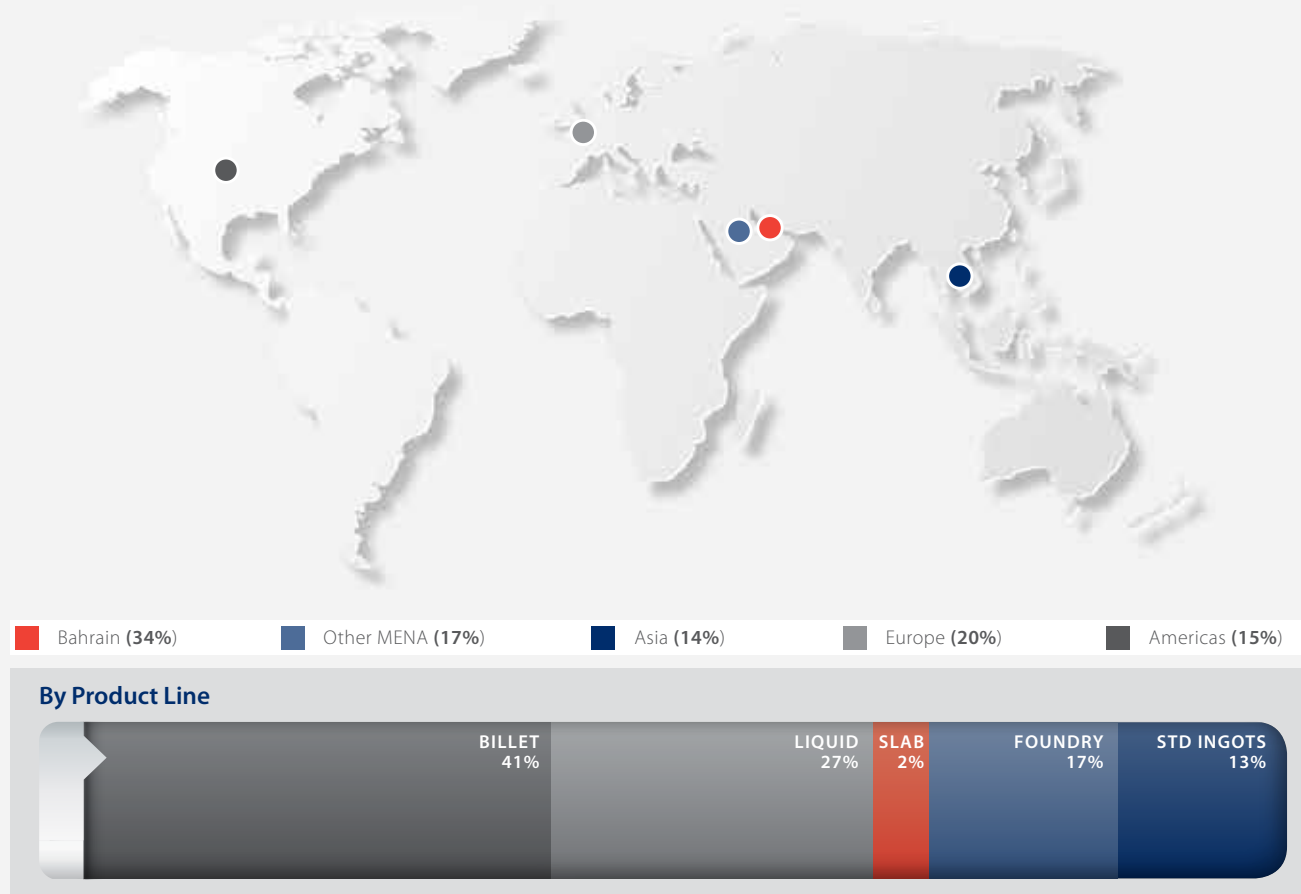 Bahrain (34%) Other MENA (17%) Asia (14%) Europe (20%) Americas (15%)
By Product Line
BILLET LIQUID SLAB FOUNDRY STD INGOTS
41% 27% 2% 17% 13%